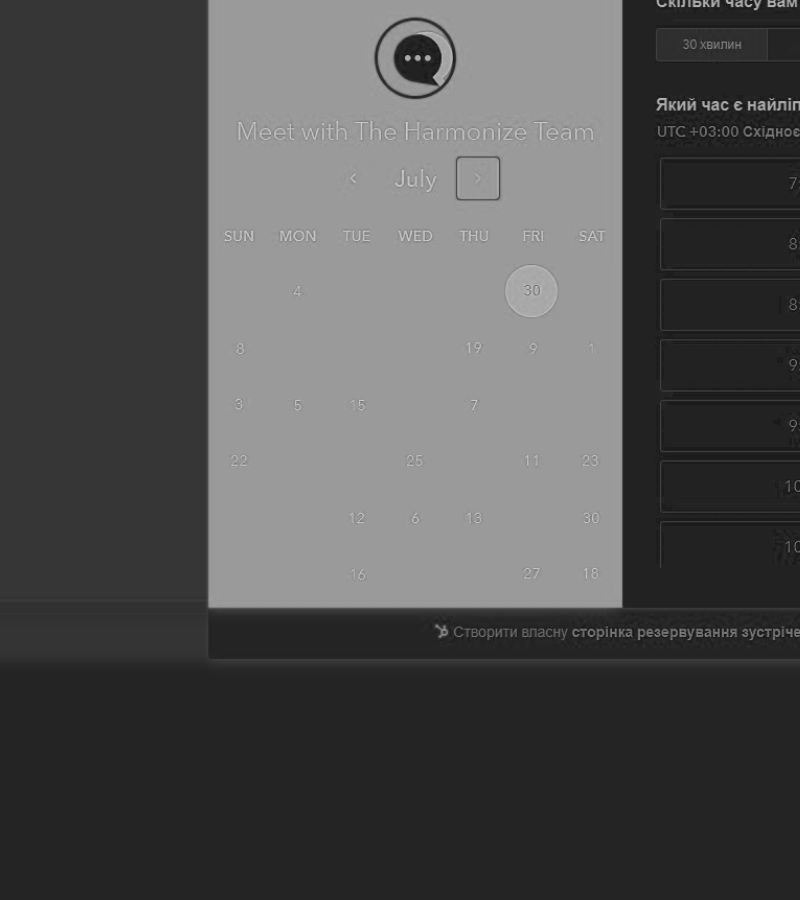 Скільки часу вам
30 хвилин
Meet with The Harmonize Team
Який час є найліп
UTC +03:00 Східноє
July
SUN MON TUE WED THU FRI SAT
4 30
8 19 9 1
3 5 15 7
22 25 11 23
12 6 13 30
16 27 18
7:
8:
8:
9:
9:
10
10
Створити власну сторінка резервування зустріче